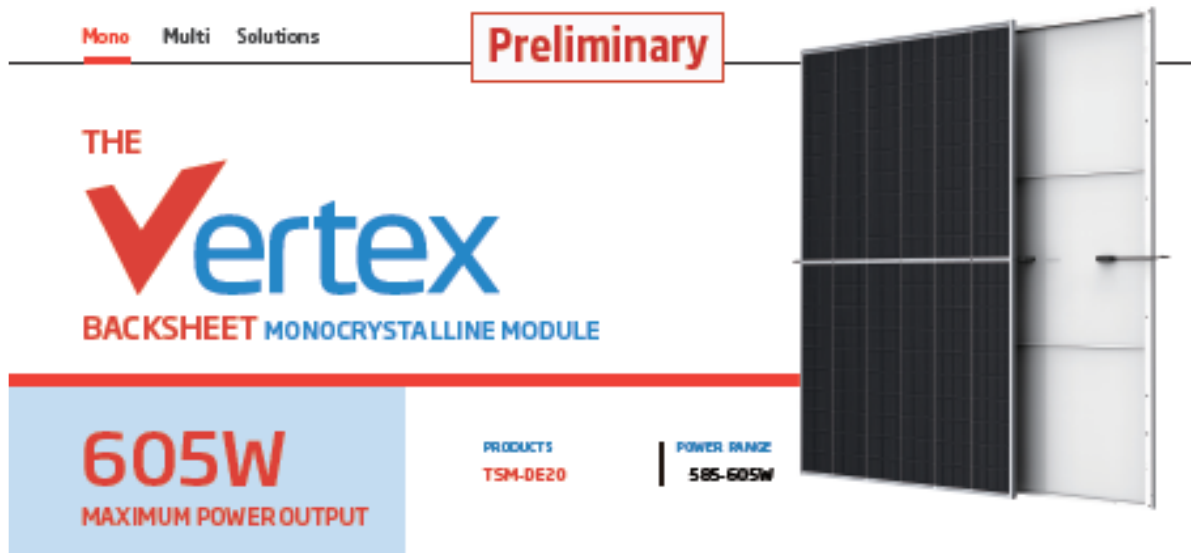 Mono Multi Solutions
Preliminary
THE
Vertex
BACKSHEET MONOCRYSTALLINE MODULE
605W
MAXIMUM POWER OUTPUT
PRODUCTS
TSM-DE20
POWER RANGE
585-605W